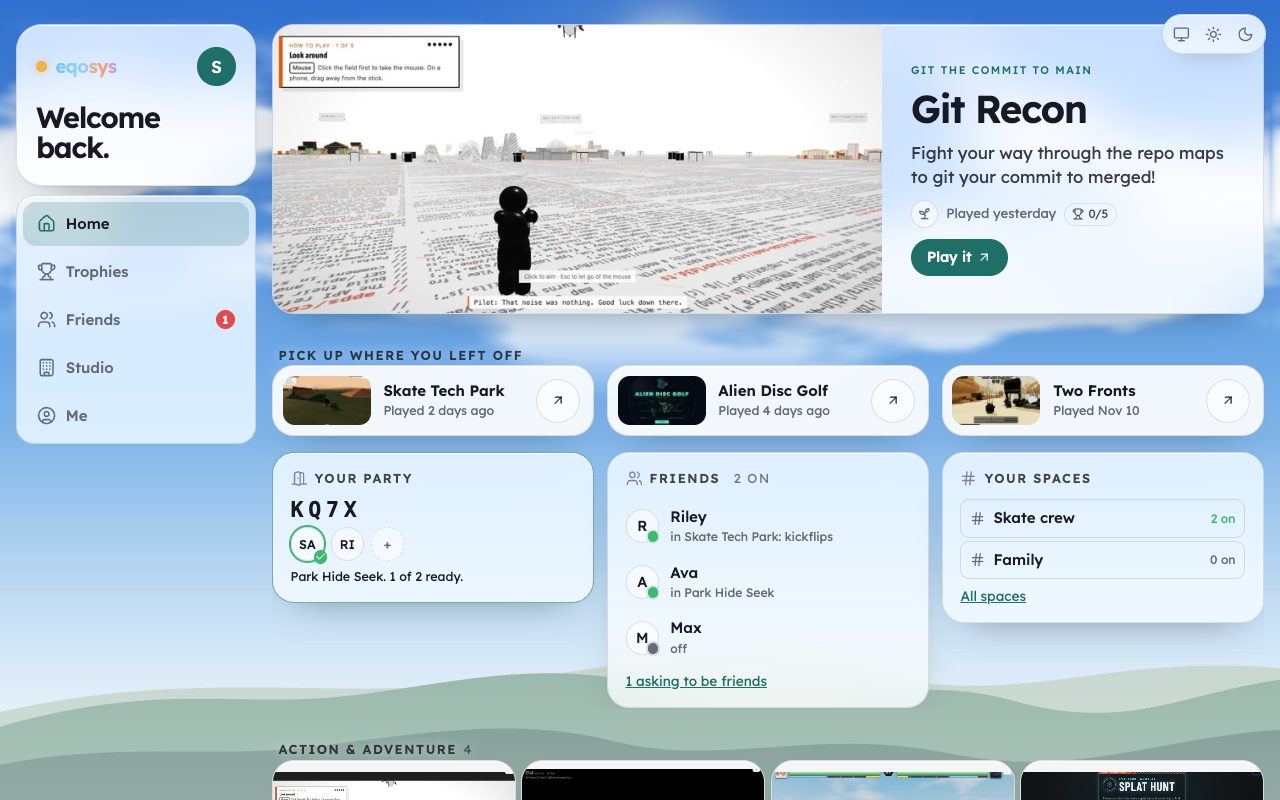 eqosys
S
Welcome
back.
Home
Trophies
Friends
1
Studio
Me
HOW TO PLAY · 1 OF 5
Look around
Mouse Click the field first to take the mouse. On a
phone, drag away from the stick.
Click to aim · Esc to let go of the mouse
Pilot: That noise was nothing. Good luck down there.
GIT THE COMMIT TO MAIN
Git Recon
Fight your way through the repo maps
to git your commit to merged!
Played yesterday
0/5
Play it
PICK UP WHERE YOU LEFT OFF
Skate Tech Park
Played 2 days ago
ALIEN DISC GOLF
Alien Disc Golf
Played 4 days ago
Two Fronts
Played Nov 10
YOUR PARTY
KQ7X
SA
RI
+
Park Hide Seek. 1 of 2 ready.
FRIENDS 2 ON
R
Riley
in Skate Tech Park: kickflips
A
Ava
in Park Hide Seek
M
Max
off
1 asking to be friends
# YOUR SPACES
# Skate crew
2 on
# Family
0 on
All spaces
ACTION & ADVENTURE 4
SPLAT HUNT